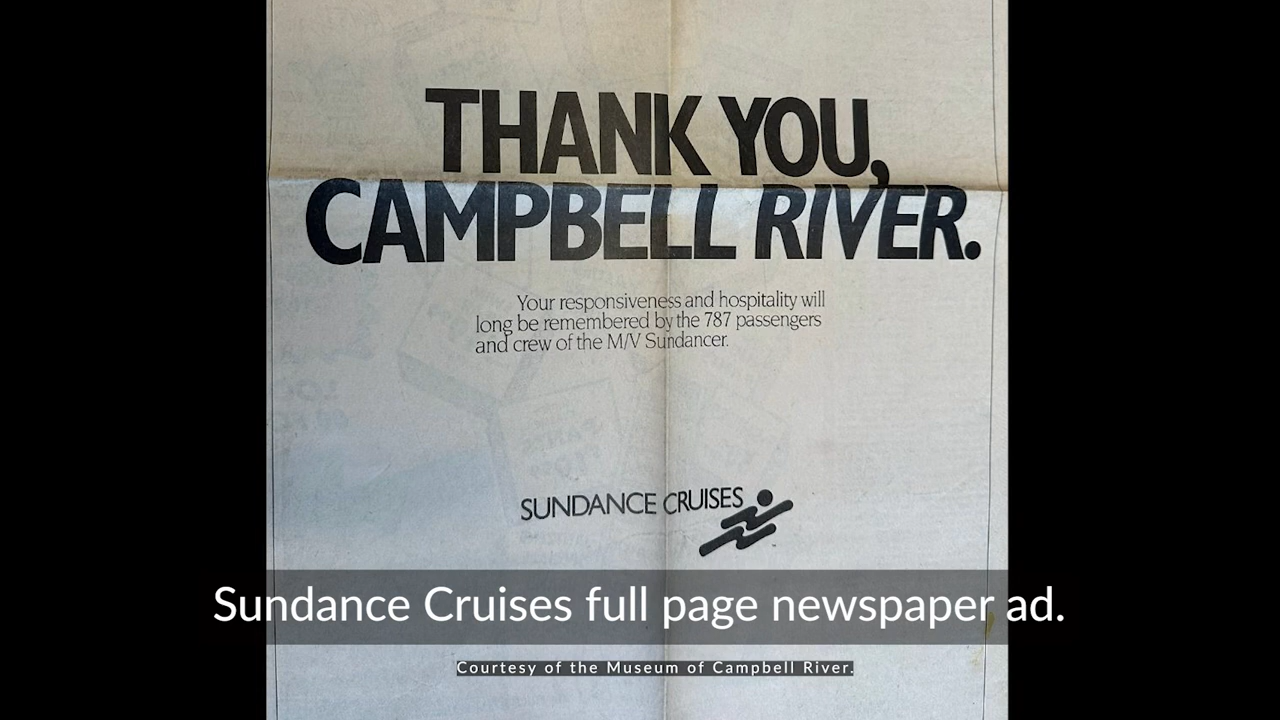 THANK YOU,
CAMPBELL RIVER.
Your responsiveness and hospitality will
long be remembered by the 787 passengers
and crew of the M/V Sundancer.
SUNDANCE CRUISES
Sundance Cruises full page newspaper ad.
Courtesy of the Museum of Campbell River.